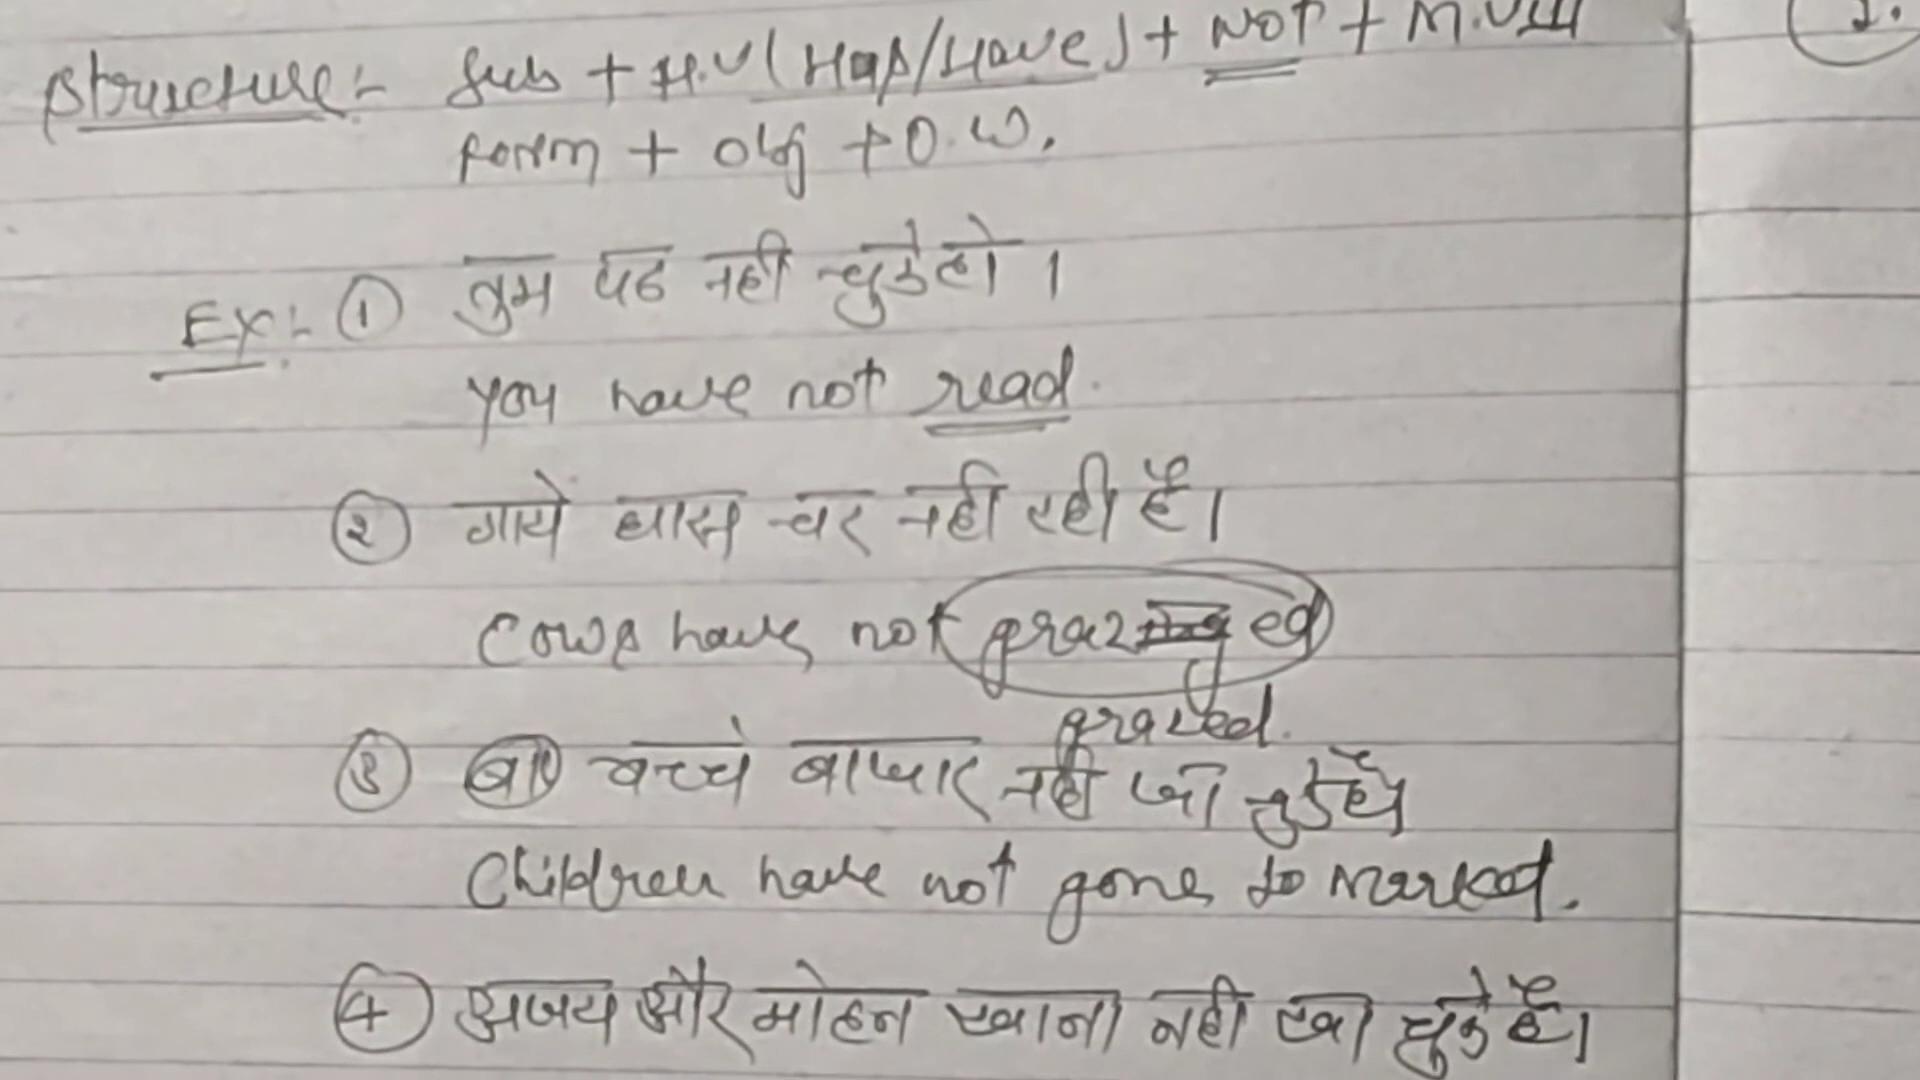 Structure:- Sub + H.V (Has/Have) + NOT + M.V III
form + obj + O.W.
Ex:- ① तुम पढ नही चुके हो ।
you have not read.
② गाये घास चर नही रही है।
Cows have not grazing ed
grazed.
③ बा बच्चे बाजार नही जा चुके है।
Children have not gone to market.
④ अजय और मोहन खाना नही खा चुके है।